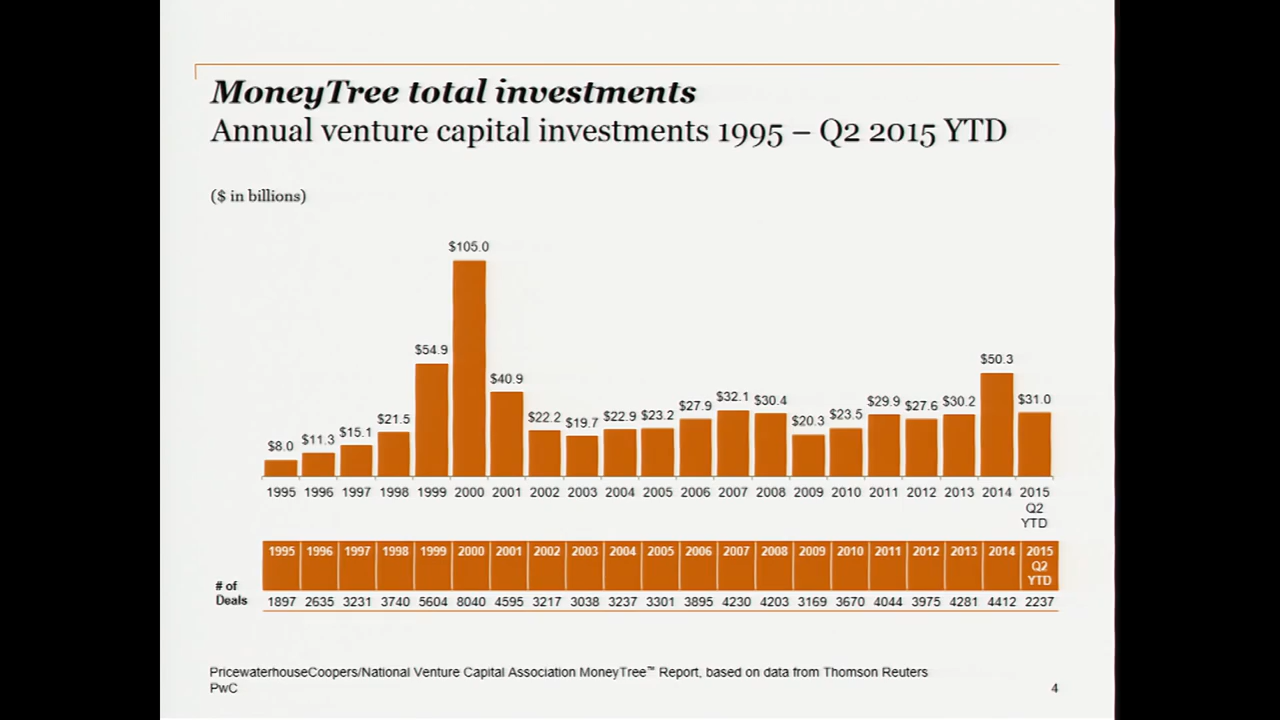 MoneyTree total investments
Annual venture capital investments 1995 – Q2 2015 YTD
($ in billions)
$8.0 $11.3 $15.1 $21.5 $54.9 $105.0 $40.9 $22.2 $19.7 $22.9 $23.2 $27.9 $32.1 $30.4 $20.3 $23.5 $29.9 $27.6 $30.2 $50.3 $31.0
1995 1996 1997 1998 1999 2000 2001 2002 2003 2004 2005 2006 2007 2008 2009 2010 2011 2012 2013 2014 2015
Q2
YTD
1995 1996 1997 1998 1999 2000 2001 2002 2003 2004 2005 2006 2007 2008 2009 2010 2011 2012 2013 2014 2015
Q2
YTD
# of
Deals 1897 2635 3231 3740 5604 8040 4595 3217 3038 3237 3301 3895 4230 4203 3169 3670 4044 3975 4281 4412 2237
PricewaterhouseCoopers/National Venture Capital Association MoneyTree™ Report, based on data from Thomson Reuters
PwC 4